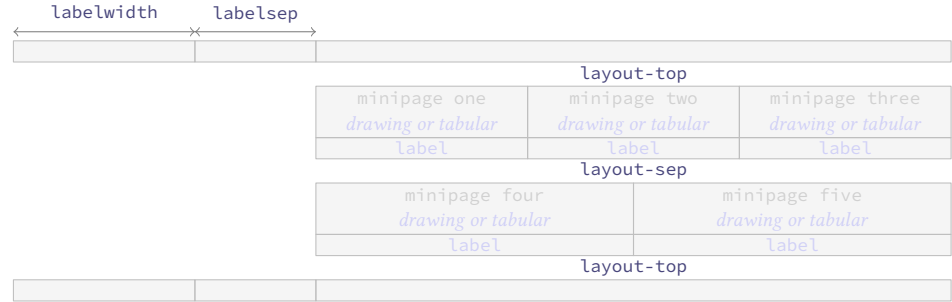 labelwidth labelsep
layout-top
minipage one minipage two minipage three
drawing or tabular drawing or tabular drawing or tabular
label label label
layout-sep
minipage four minipage five
drawing or tabular drawing or tabular
label label
layout-top